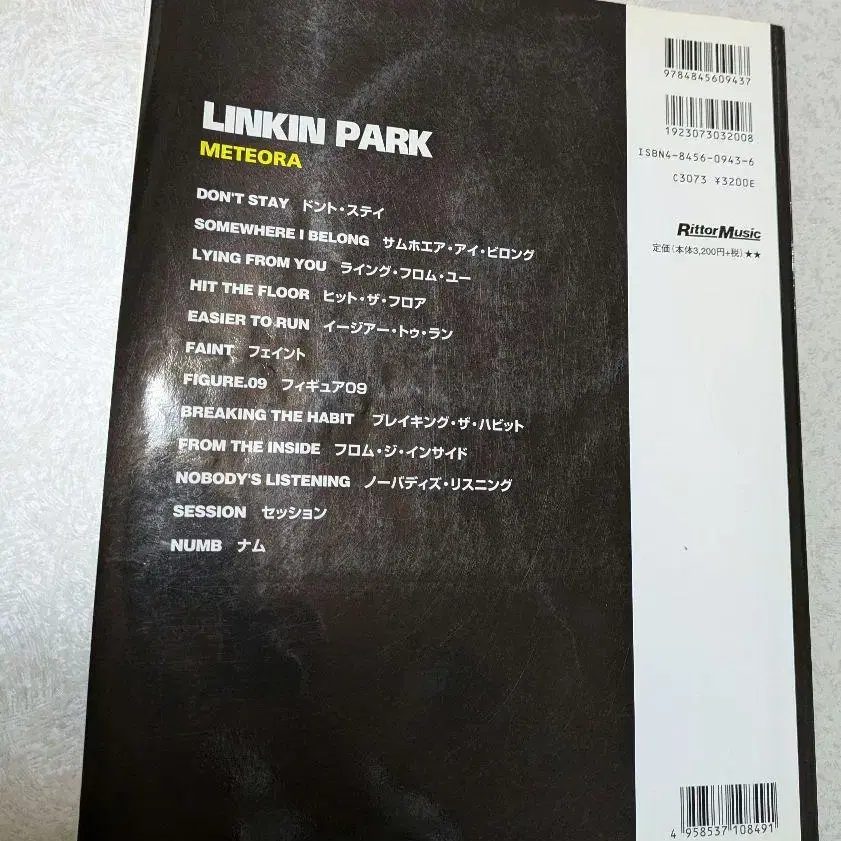 LINKIN PARK
METEORA
DON'T STAY ドント・ステイ
SOMEWHERE I BELONG サムホエア・アイ・ビロング
LYING FROM YOU ライング・フロム・ユー
HIT THE FLOOR ヒット・ザ・フロア
EASIER TO RUN イージアー・トゥ・ラン
FAINT フェイント
FIGURE.09 フィギュア09
BREAKING THE HABIT ブレイキング・ザ・ハビット
FROM THE INSIDE フロム・ジ・インサイド
NOBODY'S LISTENING ノーバディズ・リスニング
SESSION セッション
NUMB ナム
9784845609437
1923073032008
ISBN4-8456-0943-6
C3073 ¥3200E
RittorMusic
定価(本体3,200円+税)★★
4958537108491